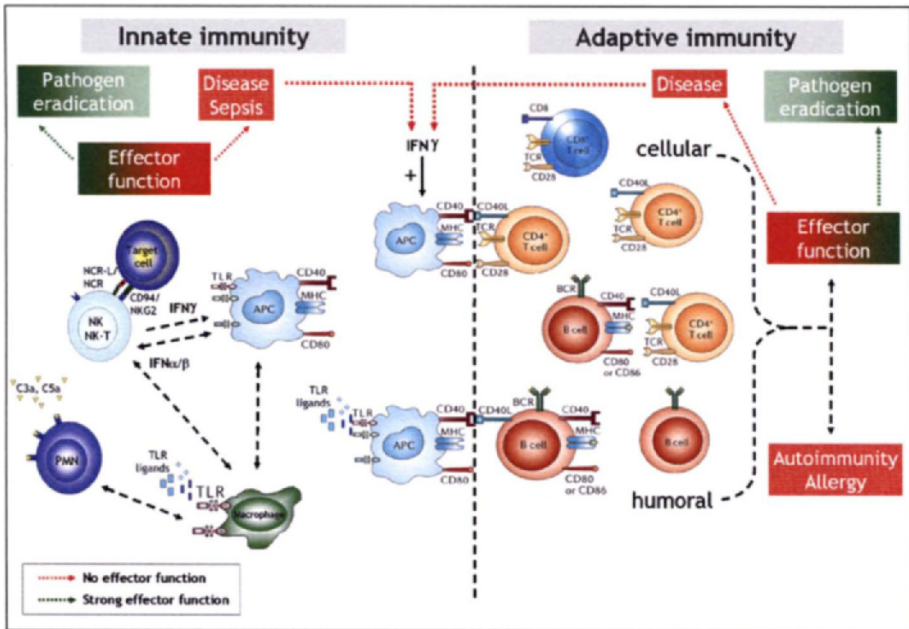 Innate immunity
Adaptive immunity
Pathogen
eradication
Disease
Sepsis
Effector
function
IFNγ
+
Disease
Pathogen
eradication
CD8
CD8⁺
T cell
TCR
CD28
cellular
CD40L
CD4⁺
T cell
TCR
CD28
Effector
function
CD40
CD40L
MHC
TCR
APC
CD4⁺
T cell
CD80
CD28
Target
cell
NCR-L/
NCR
CD94/
NKG2
NK
NK-T
IFNγ
IFNα/β
TLR
APC
CD40
MHC
CD80
BCR
CD40
MHC
B cell
CD80
or CD86
CD40L
CD4⁺
T cell
TCR
CD28
C3a, C5a
PMN
TLR
ligands
TLR
Macrophage
TLR
ligands
TLR
APC
CD40
CD40L
MHC
CD80
BCR
CD40
MHC
B cell
CD80
or CD86
B cell
humoral
Autoimmunity
Allergy
No effector function
Strong effector function